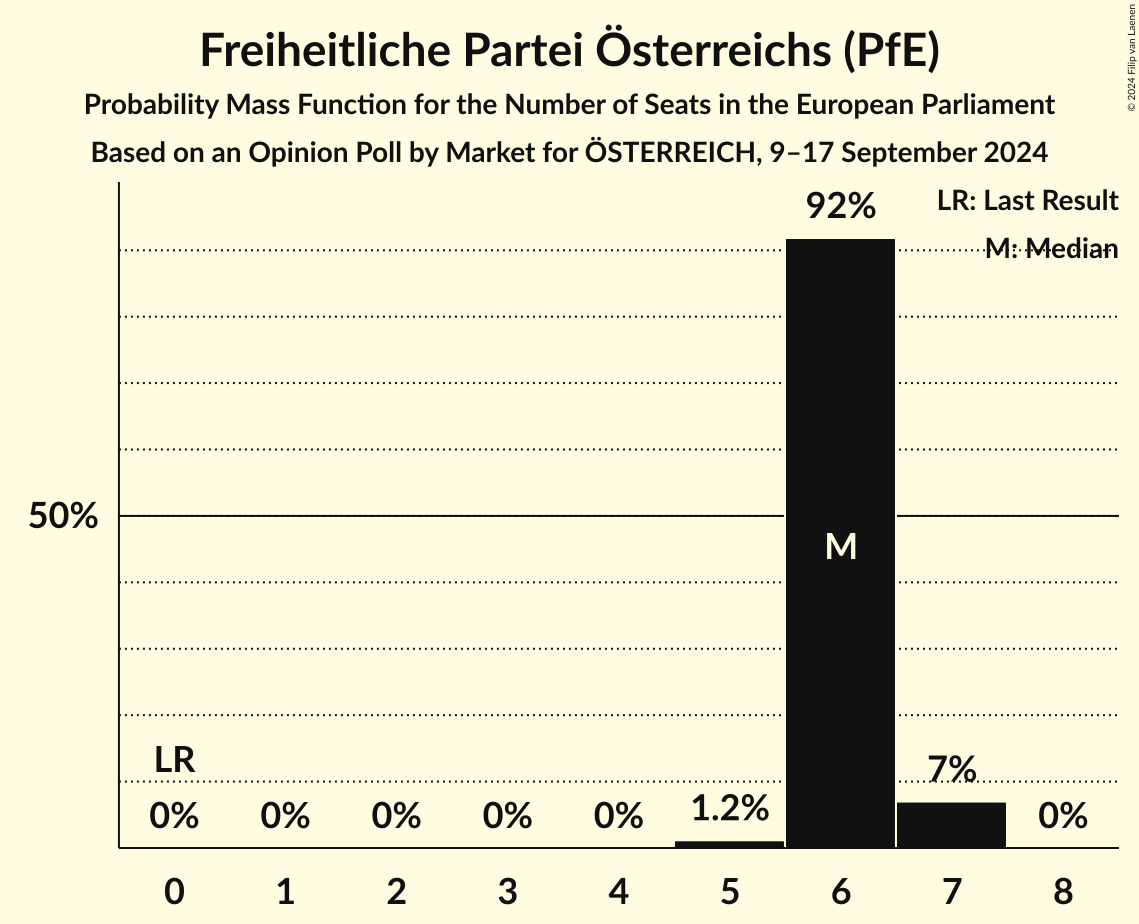 Freiheitliche Partei Österreichs (PfE)
Probability Mass Function for the Number of Seats in the European Parliament
Based on an Opinion Poll by Market for ÖSTERREICH, 9–17 September 2024
© 2024 Filip van Laenen
LR: Last Result
M: Median
92%
50%
M
LR
0% 0% 0% 0% 0% 1.2% 7% 0%
0 1 2 3 4 5 6 7 8